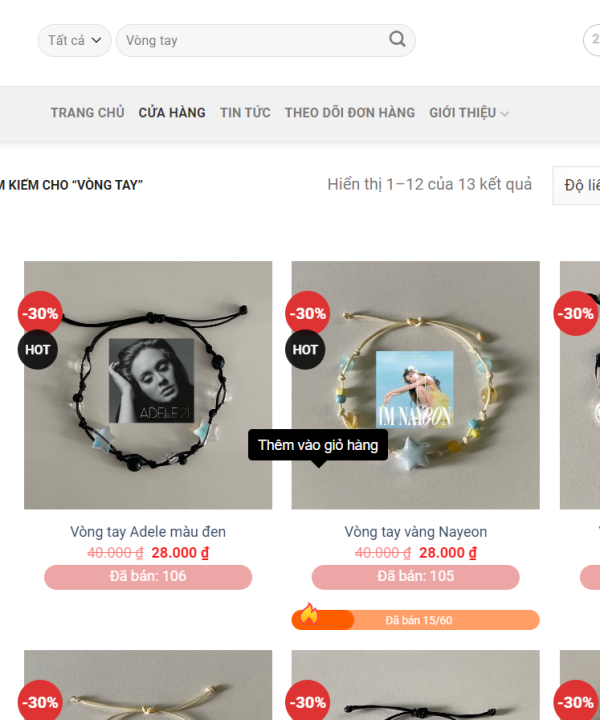 Tất cả
Vòng tay
2
TRANG CHỦ CỬA HÀNG TIN TỨC THEO DÕI ĐƠN HÀNG GIỚI THIỆU
M KIẾM CHO “VÒNG TAY”
Hiển thị 1–12 của 13 kết quả
Độ liê
-30%
-30%
-30%
HOT
HOT
ADELE 21
IM NAYEON
Thêm vào giỏ hàng
Vòng tay Adele màu đen
Vòng tay vàng Nayeon
40.000 ₫ 28.000 ₫
40.000 ₫ 28.000 ₫
Đã bán: 106
Đã bán: 105
Đã bán 15/60
-30%
-30%
-30%